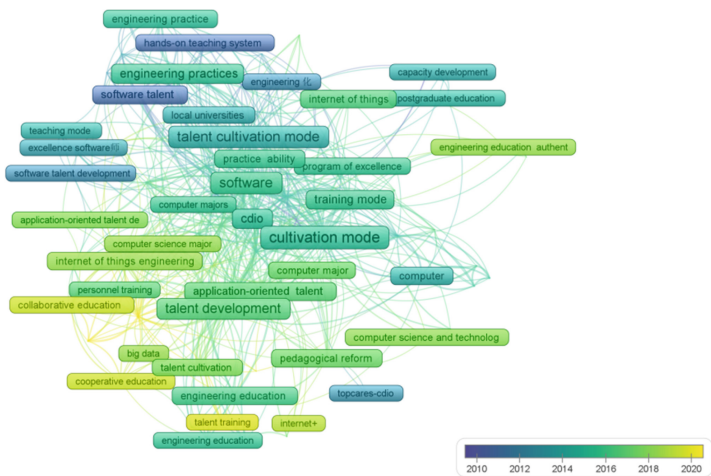 engineering practice
hands-on teaching system
engineering practices
engineering 化
capacity development
software talent
internet of things
postgraduate education
local universities
teaching mode
talent cultivation mode
excellence software
engineering education authent
practice ability
program of excellence
software talent development
software
training mode
computer majors
application-oriented talent de
cdio
cultivation mode
computer science major
internet of things engineering
computer major
computer
personnel training
application-oriented talent
collaborative education
talent development
computer science and technolog
big data
pedagogical reform
talent cultivation
cooperative education
engineering education
topcares-cdio
talent training
internet+
engineering education
2010 2012 2014 2016 2018 2020